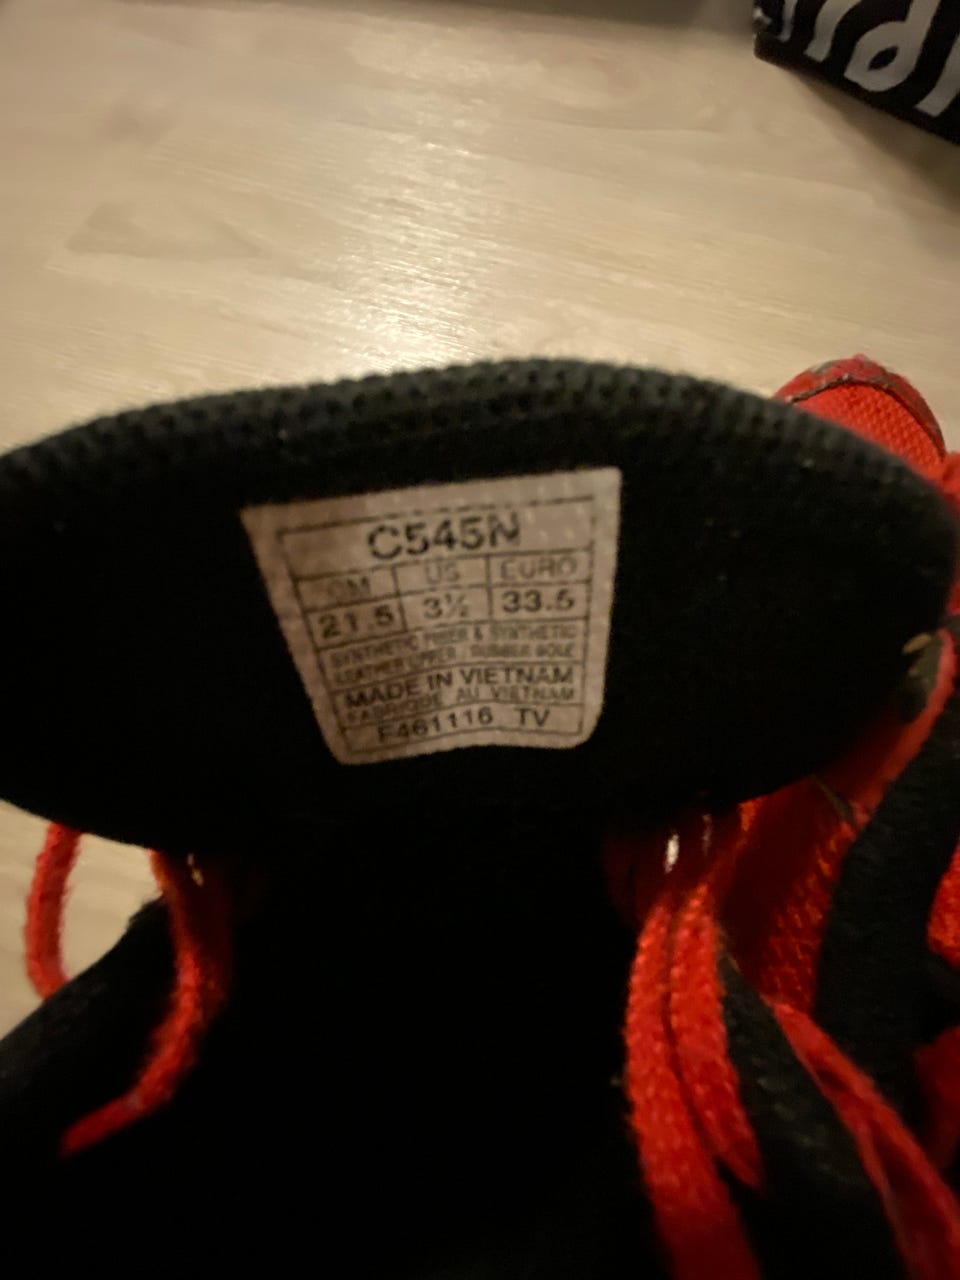 C545N
CM US EURO
21.5 3½ 33.5
SYNTHETIC FIBER & SYNTHETIC
LEATHER UPPER, RUBBER SOLE
MADE IN VIETNAM
FABRIQUE AU VIETNAM
F461116 TV